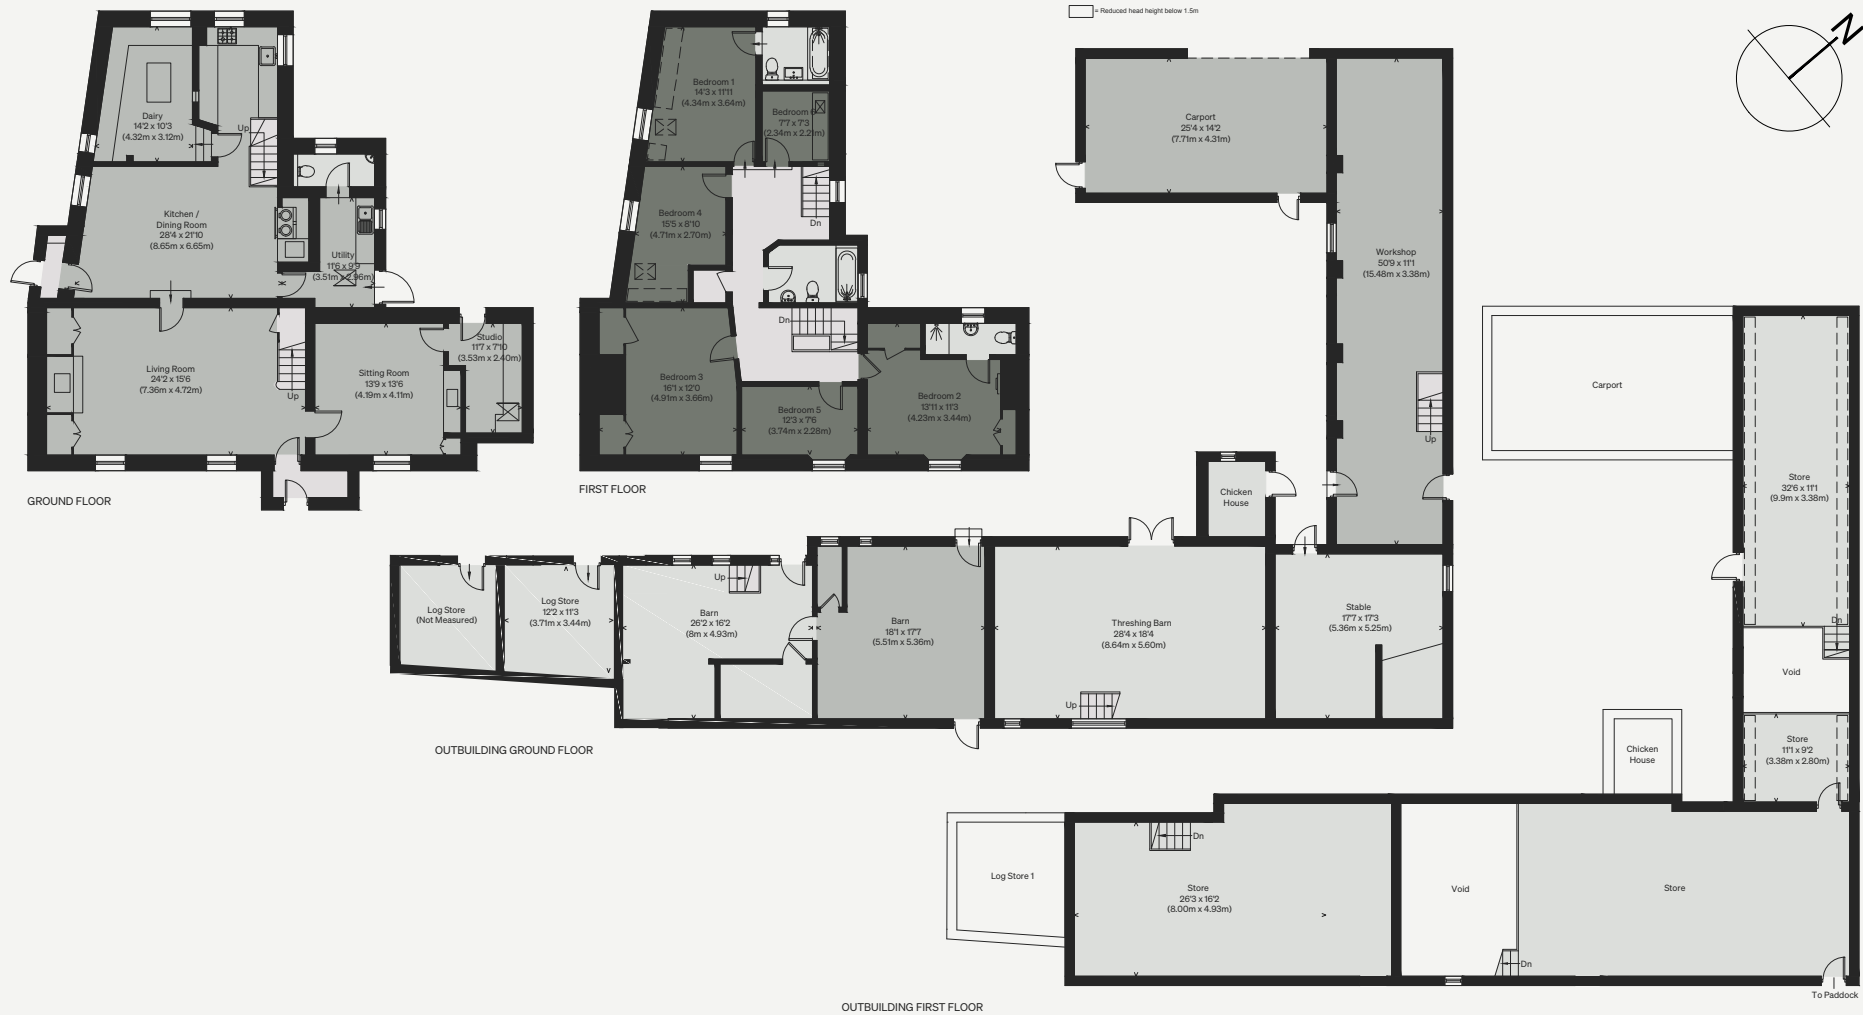 = Reduced head height below 1.5m
N
Dairy
14'2 x 10'3
(4.32m x 3.12m)
Up
Kitchen /
Dining Room
28'4 x 21'10
(8.65m x 6.65m)
Utility
11'6 x 9'9
(3.51m x 2.96m)
Living Room
24'2 x 15'6
(7.36m x 4.72m)
Up
Sitting Room
13'9 x 13'6
(4.19m x 4.11m)
Studio
11'7 x 7'10
(3.53m x 2.40m)
GROUND FLOOR
Bedroom 1
14'3 x 11'11
(4.34m x 3.64m)
Bedroom 6
7'7 x 7'3
(2.34m x 2.21m)
Bedroom 4
15'5 x 8'10
(4.71m x 2.70m)
Dn
Dn
Bedroom 3
16'1 x 12'0
(4.91m x 3.66m)
Bedroom 5
12'3 x 7'6
(3.74m x 2.28m)
Bedroom 2
13'11 x 11'3
(4.23m x 3.44m)
FIRST FLOOR
Carport
25'4 x 14'2
(7.71m x 4.31m)
Workshop
50'9 x 11'1
(15.48m x 3.38m)
Up
Chicken
House
Log Store
(Not Measured)
Log Store
12'2 x 11'3
(3.71m x 3.44m)
Up
Barn
26'2 x 16'2
(8m x 4.93m)
Barn
18'1 x 17'7
(5.51m x 5.36m)
Threshing Barn
28'4 x 18'4
(8.64m x 5.60m)
Up
Stable
17'7 x 17'3
(5.36m x 5.25m)
OUTBUILDING GROUND FLOOR
Carport
Store
32'6 x 11'1
(9.9m x 3.38m)
Dn
Void
Store
11'1 x 9'2
(3.38m x 2.80m)
Chicken
House
Log Store 1
Dn
Store
26'3 x 16'2
(8.00m x 4.93m)
Void
Store
Dn
To Paddock
OUTBUILDING FIRST FLOOR